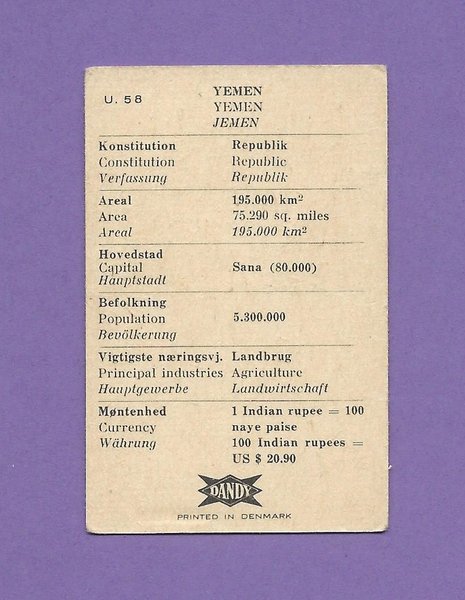 U. 58
YEMEN
YEMEN
JEMEN
Konstitution Republik
Constitution Republic
Verfassung Republik
Areal 195.000 km²
Area 75.290 sq. miles
Areal 195.000 km²
Hovedstad
Capital Sana (80.000)
Hauptstadt
Befolkning
Population 5.300.000
Bevölkerung
Vigtigste næringsvj. Landbrug
Principal industries Agriculture
Hauptgewerbe Landwirtschaft
Møntenhed 1 Indian rupee = 100
Currency naye paise
Währung 100 Indian rupees =
US $ 20.90
DANDY
PRINTED IN DENMARK